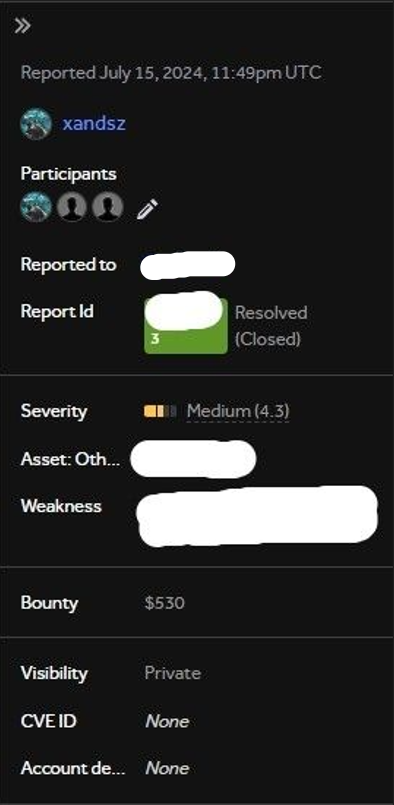 Reported July 15, 2024, 11:49pm UTC
xandsz
Participants
Reported to
Report Id
3
Resolved
(Closed)
Severity Medium (4.3)
Asset: Oth...
Weakness
Bounty $530
Visibility Private
CVE ID None
Account de... None